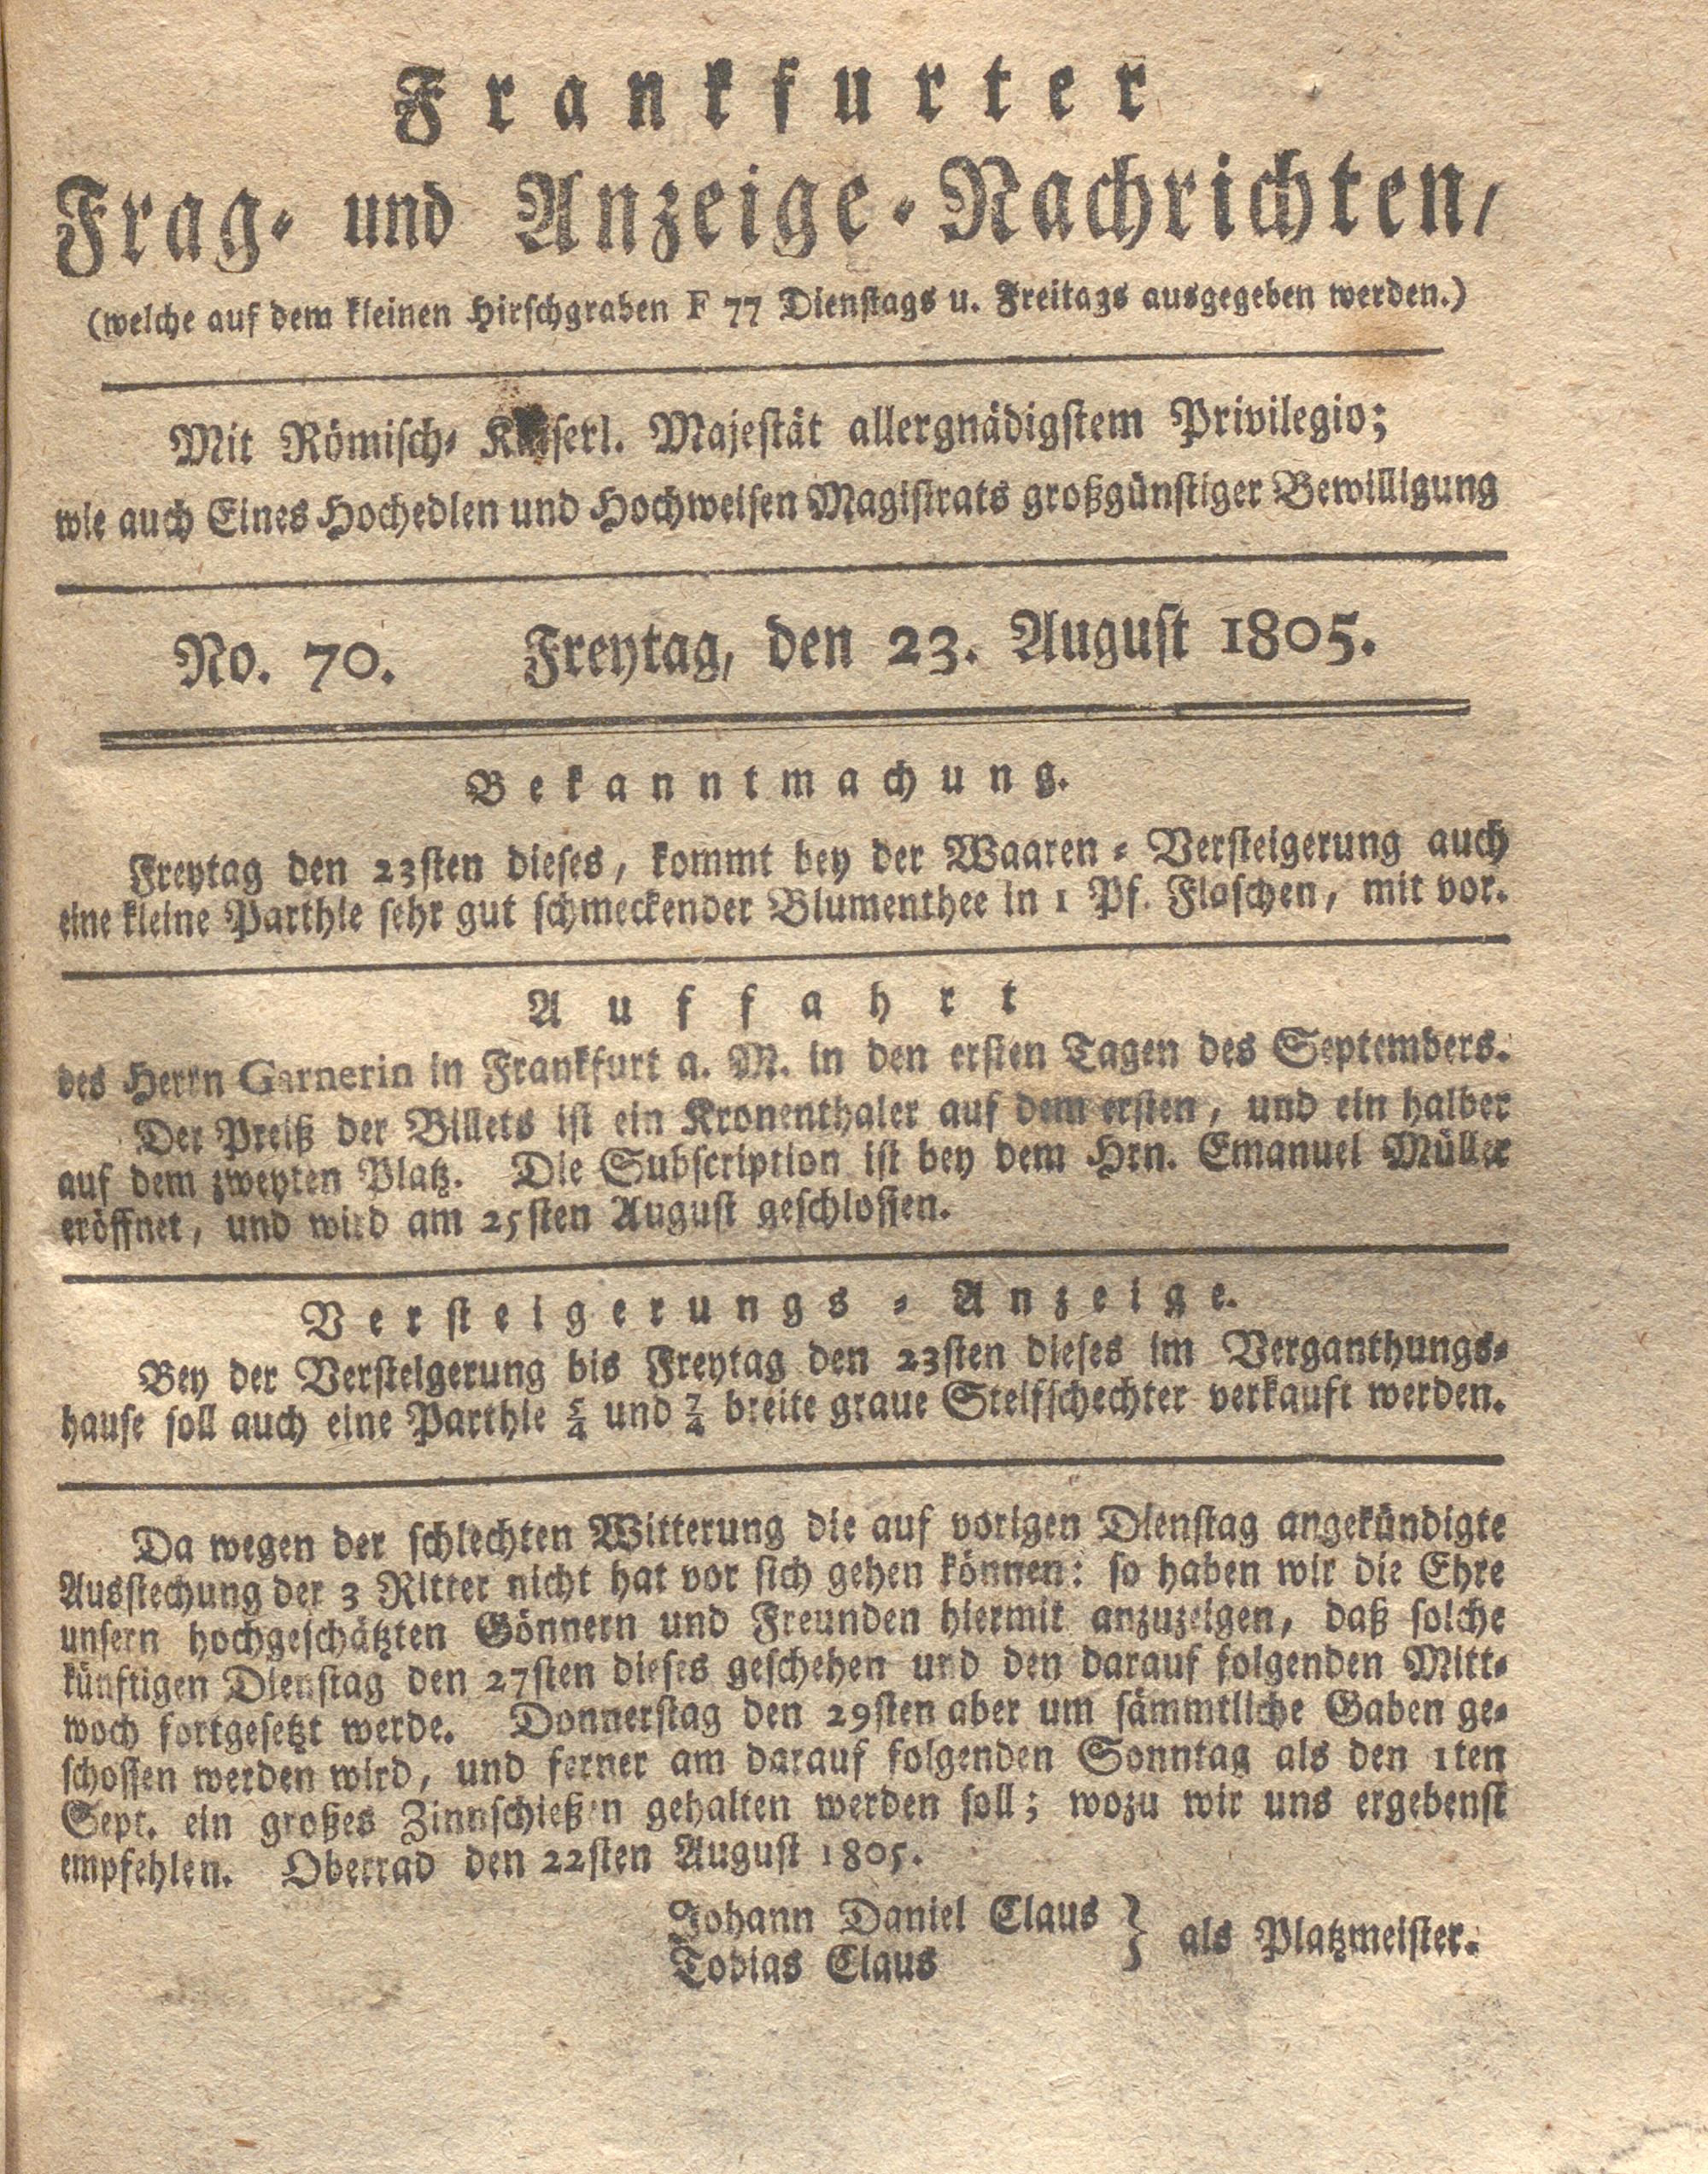 Frankfurter
Frag- und Anzeige-Nachrichten,
(welche auf dem kleinen Hirschgraben F 77 Dienstags u. Freitags ausgegeben werden.)
Mit Römisch- Kaiserl. Majestät allergnädigstem Privilegio;
wie auch Eines Hochedlen und Hochweisen Magistrats großgünstiger Bewilligung
No. 70. Freytag, den 23. August 1805.
Bekanntmachung.
Freytag den 23sten dieses, kommt bey der Waaren-Versteigerung auch
eine kleine Parthie sehr gut schmeckender Blumenthee in 1 Pf. Flaschen, mit vor.
Auffahrt
des Herrn Garnerin in Frankfurt a. M. in den ersten Tagen des Septembers.
Der Preiß der Billets ist ein Kronenthaler auf dem ersten, und ein halber
auf dem zweyten Platz. Die Subscription ist bey dem Hrn. Emanuel Müller
eröffnet, und wird am 25sten August geschlossen.
Versteigerungs-Anzeige.
Bey der Versteigerung bis Freytag den 23sten dieses im Verganthungs-
hause soll auch eine Parthie 5/4 und 7/4 breite graue Steifschechter verkauft werden.
Da wegen der schlechten Witterung die auf vorigen Dienstag angekündigte
Ausstechung der 3 Ritter nicht hat vor sich gehen können: so haben wir die Ehre
unsern hochgeschätzten Gönnern und Freunden hiermit anzuzeigen, daß solche
künftigen Dienstag den 27sten dieses geschehen und den darauf folgenden Mitt-
woch fortgesetzt werde. Donnerstag den 29sten aber um sämmtliche Gaben ge-
schossen werden wird, und ferner am darauf folgenden Sonntag als den 1ten
Sept. ein großes Zinnschießen gehalten werden soll; wozu wir uns ergebenst
empfehlen. Oberrad den 22sten August 1805.
Johann Daniel Claus
Tobias Claus } als Platzmeister.